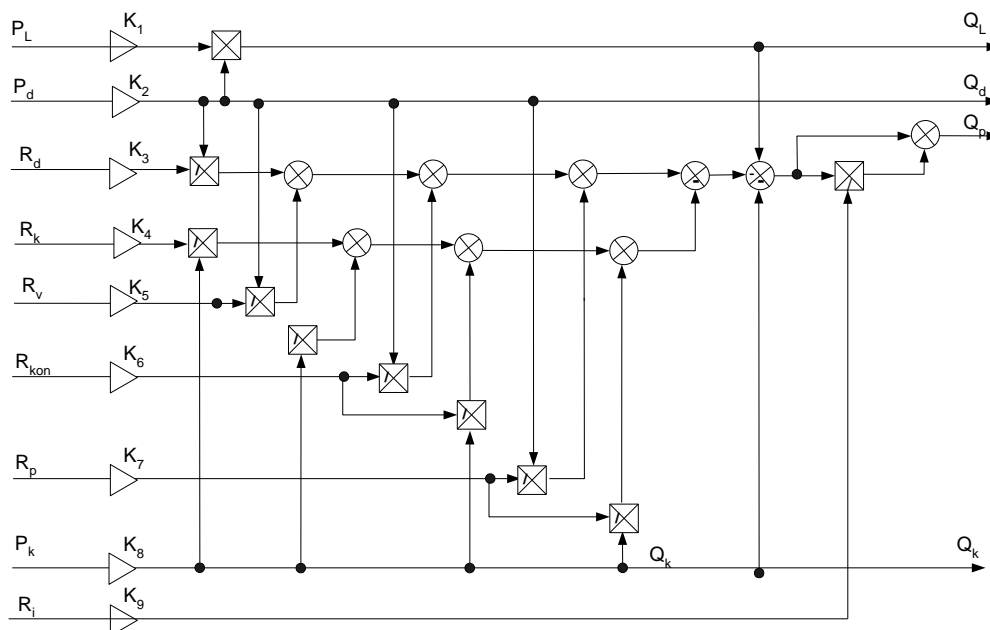 P_L K_1 Q_L
P_d K_2 Q_d
Q_p
R_d K_3
R_k K_4
R_v K_5
R_kon K_6
R_p K_7
P_k K_8 Q_k Q_k
R_i K_9